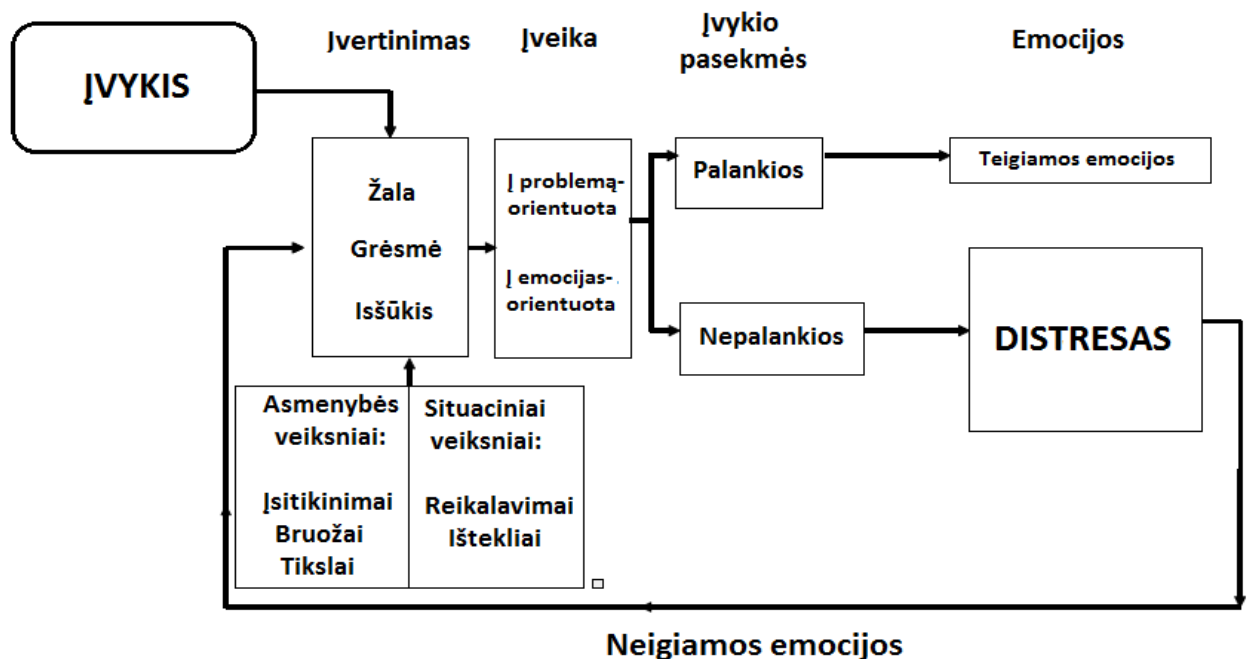 ĮVYKIS
Įvertinimas
Įveika
Įvykio
pasekmės
Emocijos
Žala
Grėsmė
Isšūkis
Į problemą-
orientuota
Į emocijas-
orientuota
Palankios
Nepalankios
Teigiamos emocijos
DISTRESAS
Asmenybės
veiksniai:
Įsitikinimai
Bruožai
Tikslai
Situaciniai
veiksniai:
Reikalavimai
Ištekliai
Neigiamos emocijos